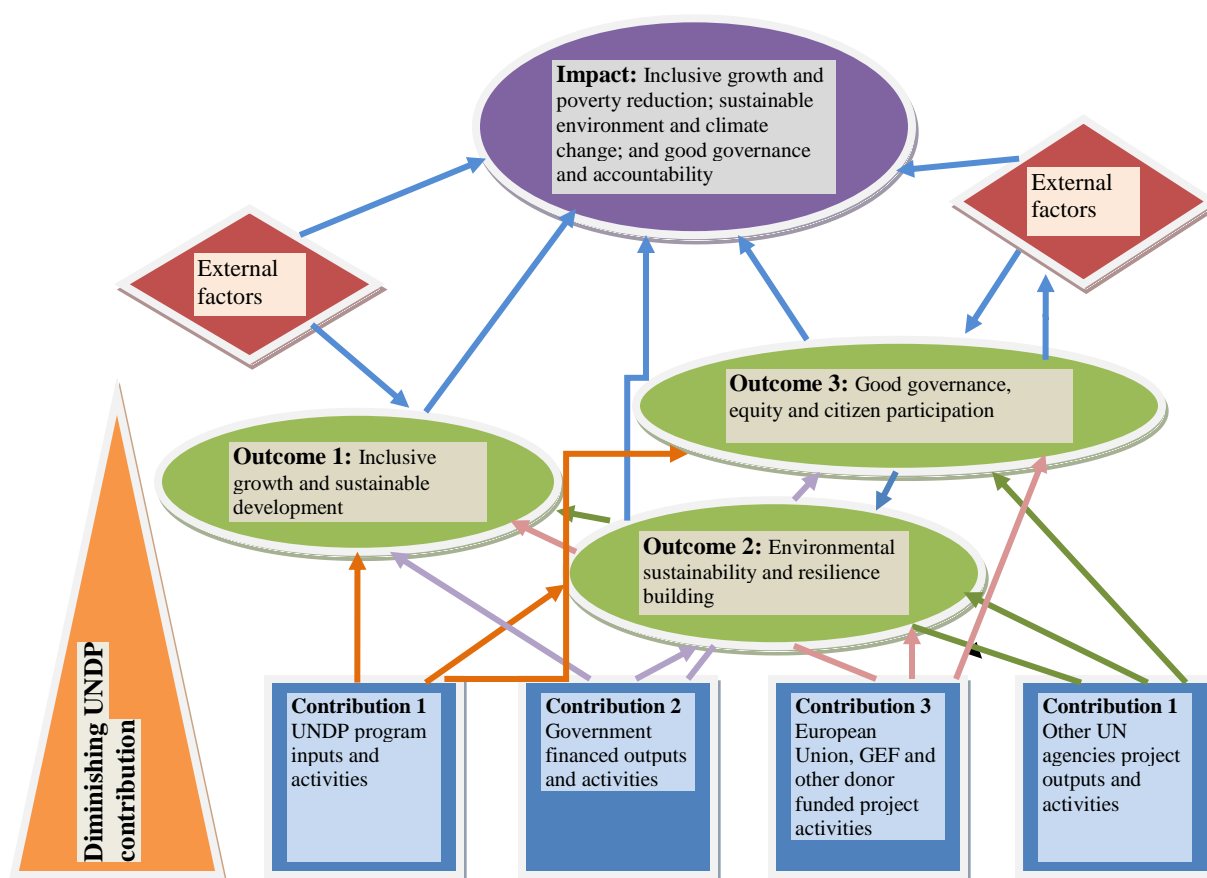 Impact: Inclusive growth and
poverty reduction; sustainable
environment and climate
change; and good governance
and accountability
External
factors
External
factors
Outcome 3: Good governance,
equity and citizen participation
Outcome 1: Inclusive
growth and sustainable
development
Outcome 2: Environmental
sustainability and resilience
building
Diminishing UNDP
contribution
Contribution 1
UNDP program
inputs and
activities
Contribution 2
Government
financed outputs
and activities
Contribution 3
European
Union, GEF and
other donor
funded project
activities
Contribution 1
Other UN
agencies project
outputs and
activities